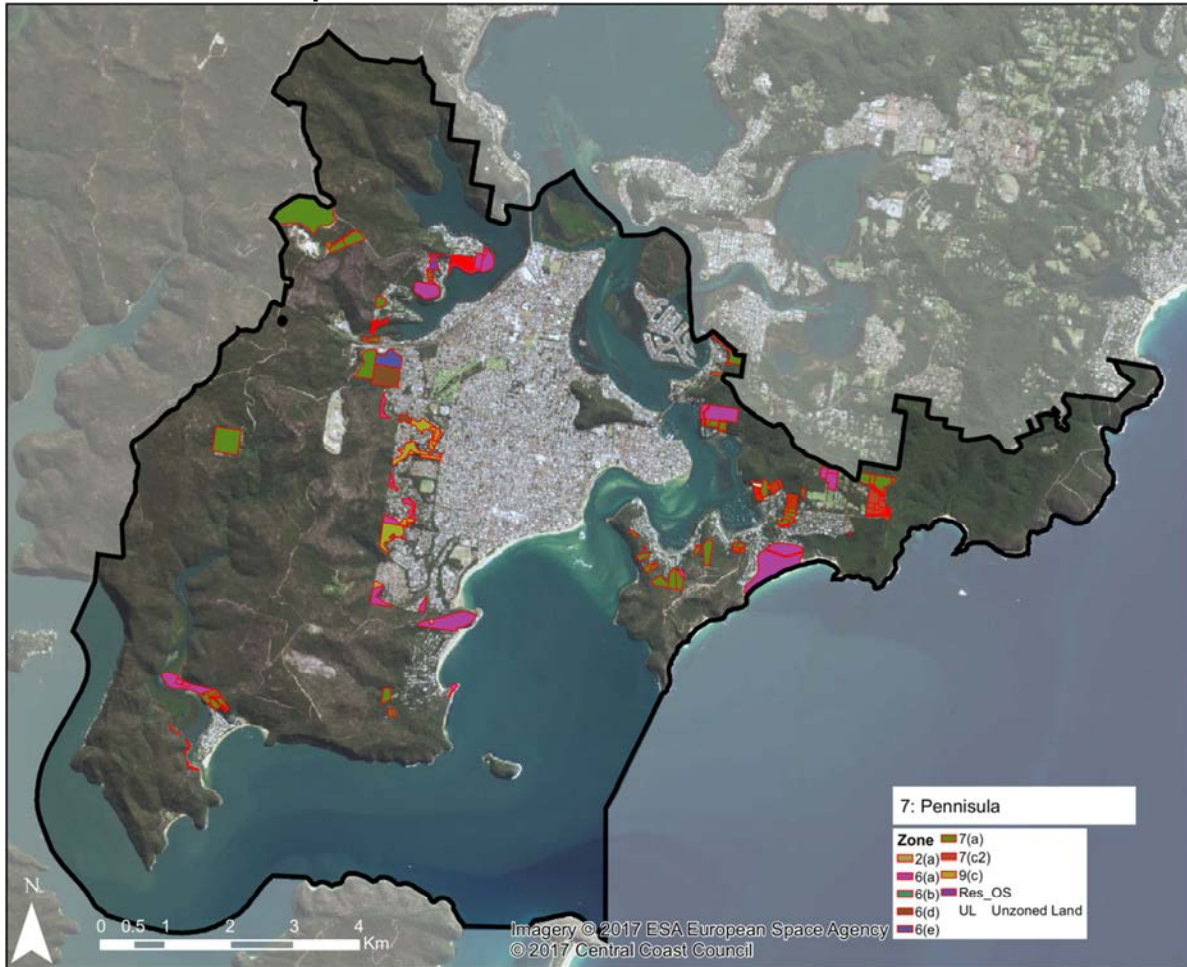 N
0 0.5 1 2 3 4
Km
Imagery © 2017 ESA European Space Agency
© 2017 Central Coast Council
7: Pennisula
Zone
2(a)
6(a)
6(b)
6(d)
6(e)
7(a)
7(c2)
9(c)
Res_OS
UL Unzoned Land